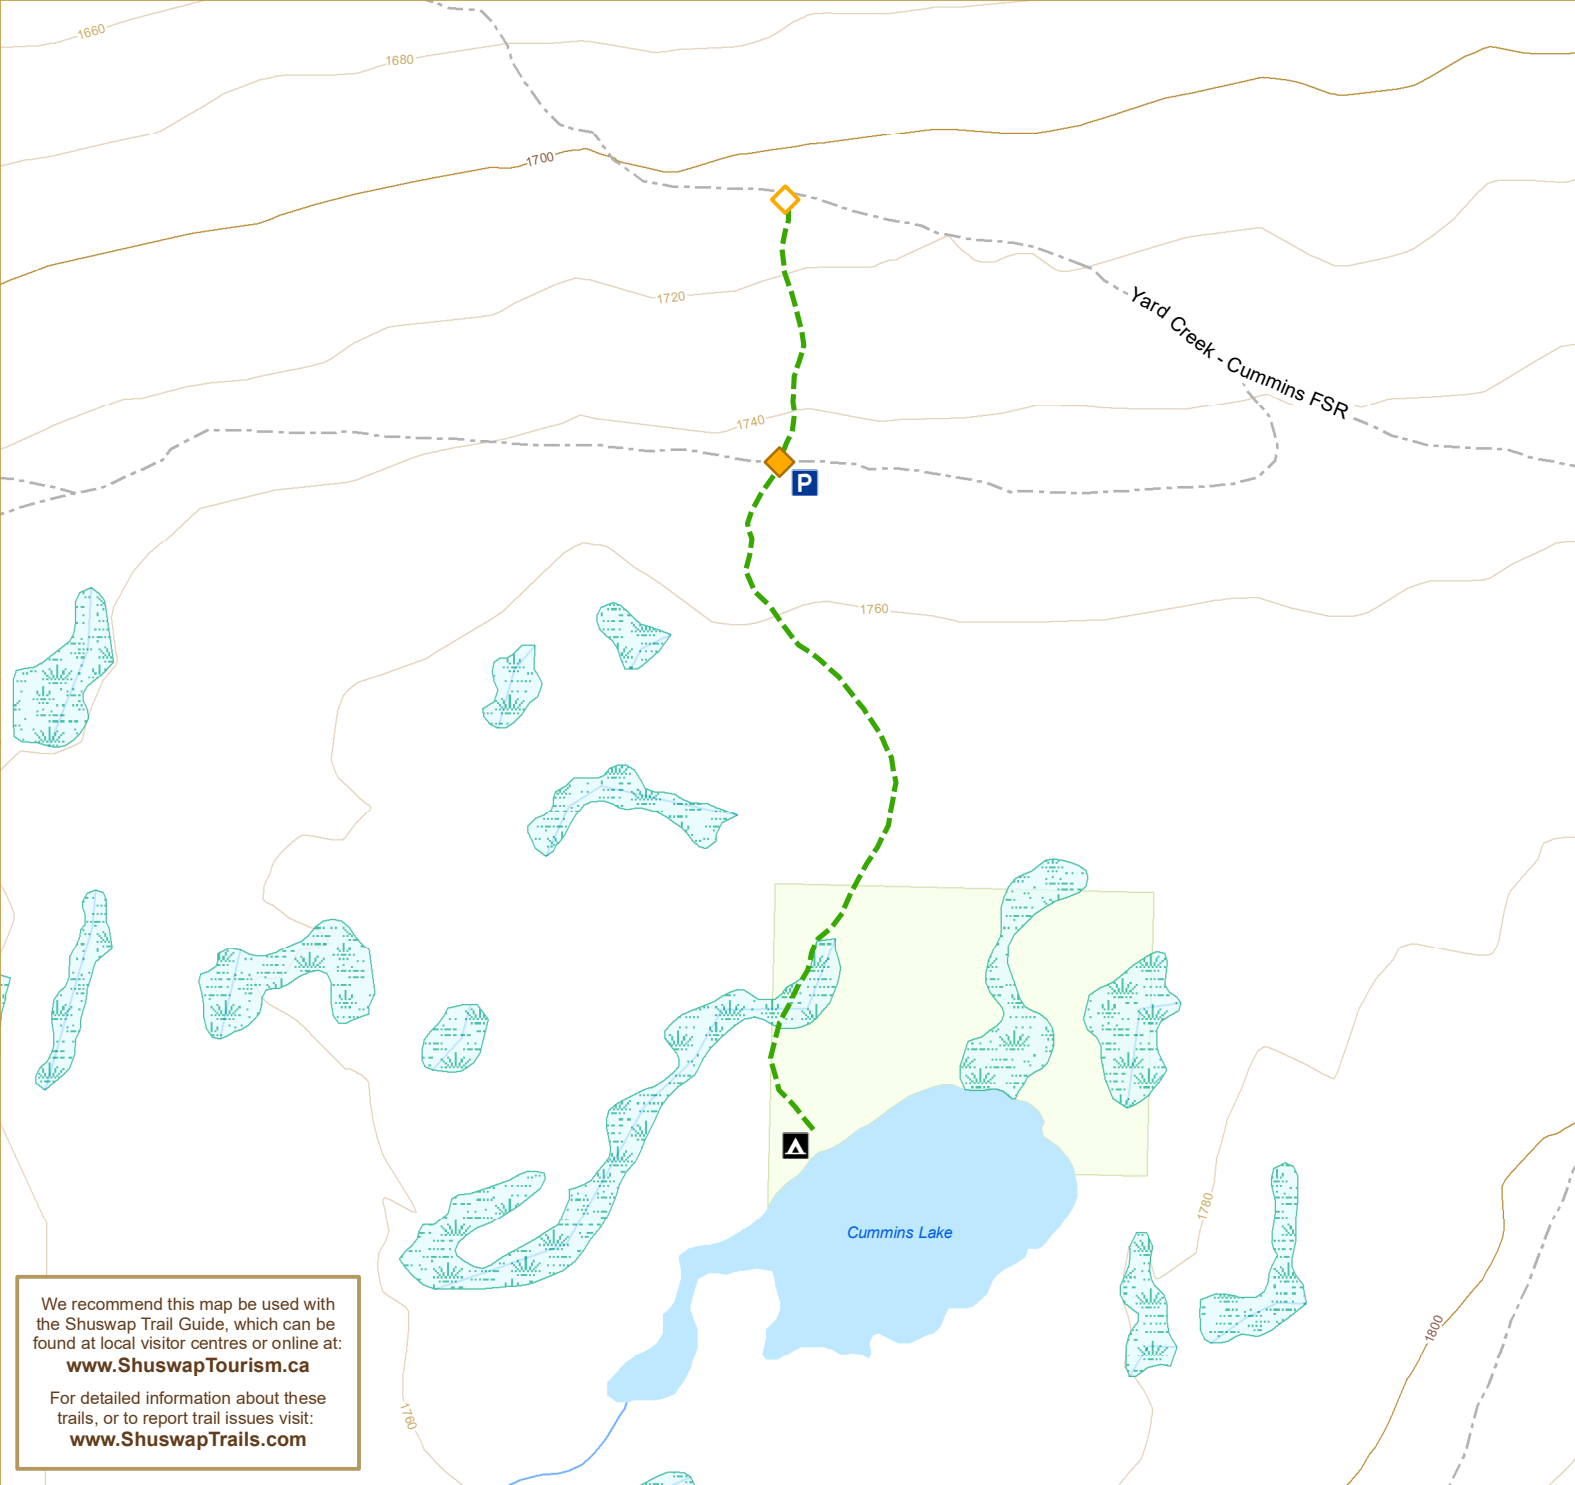 1660
1680
1700
1720
Yard Creek - Cummins FSR
1740
P
1760
1780
Cummins Lake
1800
1760
We recommend this map be used with
the Shuswap Trail Guide, which can be
found at local visitor centres or online at:
www.ShuswapTourism.ca
For detailed information about these
trails, or to report trail issues visit:
www.ShuswapTrails.com